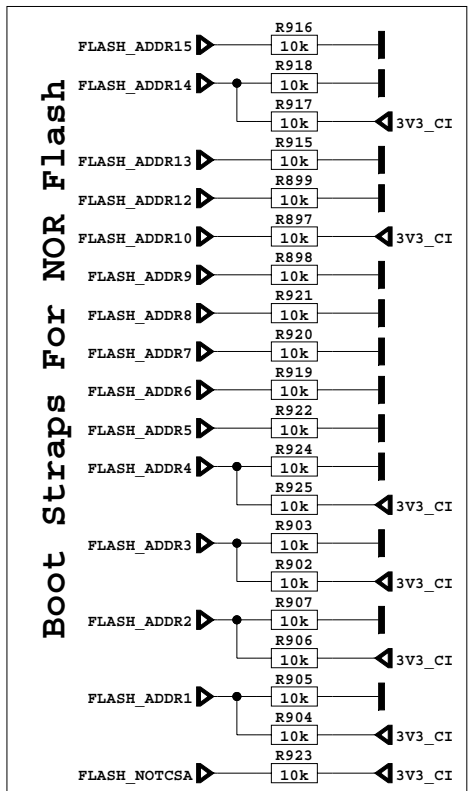 Boot Straps For NOR Flash
R916
FLASH_ADDR15 10k
R918
FLASH_ADDR14 10k
R917
10k 3V3_CI
R915
FLASH_ADDR13 10k
R899
FLASH_ADDR12 10k
R897
FLASH_ADDR10 10k 3V3_CI
R898
FLASH_ADDR9 10k
R921
FLASH_ADDR8 10k
R920
FLASH_ADDR7 10k
R919
FLASH_ADDR6 10k
R922
FLASH_ADDR5 10k
R924
FLASH_ADDR4 10k
R925
10k 3V3_CI
R903
FLASH_ADDR3 10k
R902
10k 3V3_CI
R907
FLASH_ADDR2 10k
R906
10k 3V3_CI
R905
FLASH_ADDR1 10k
R904
10k 3V3_CI
R923
FLASH_NOTCSA 10k 3V3_CI